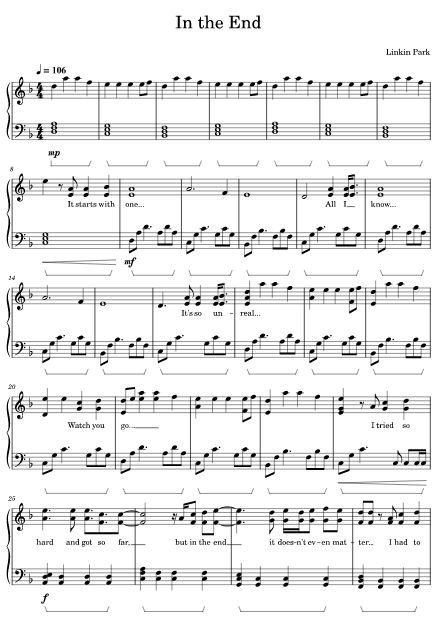 In the End
Linkin Park
♩ = 106
mp
8
It starts with one... All I know...
mf
14
It's so un - real...
20
Watch you go... I tried so
25
hard and got so far, but in the end it does-n't ev-en mat - ter... I had to
f